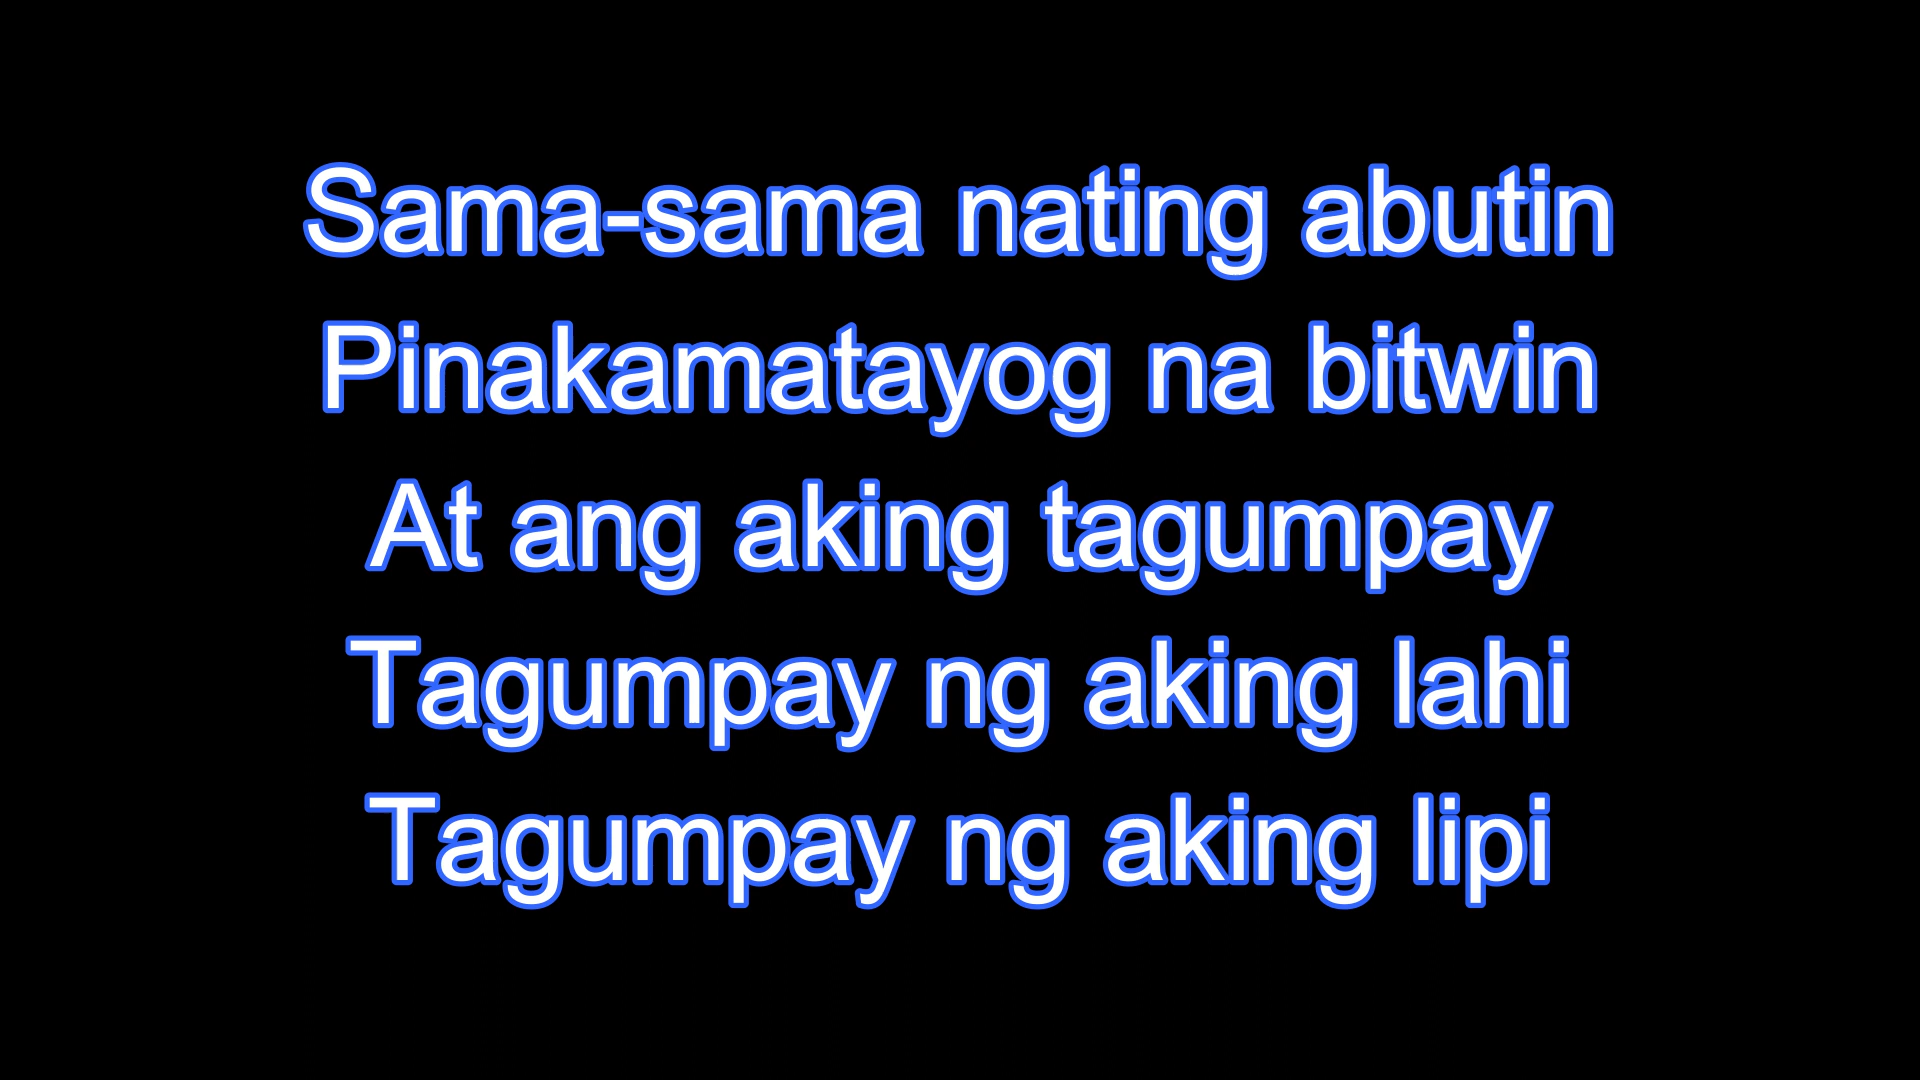 Sama-sama nating abutin
Pinakamatayog na bitwin
At ang aking tagumpay
Tagumpay ng aking lahi
Tagumpay ng aking lipi